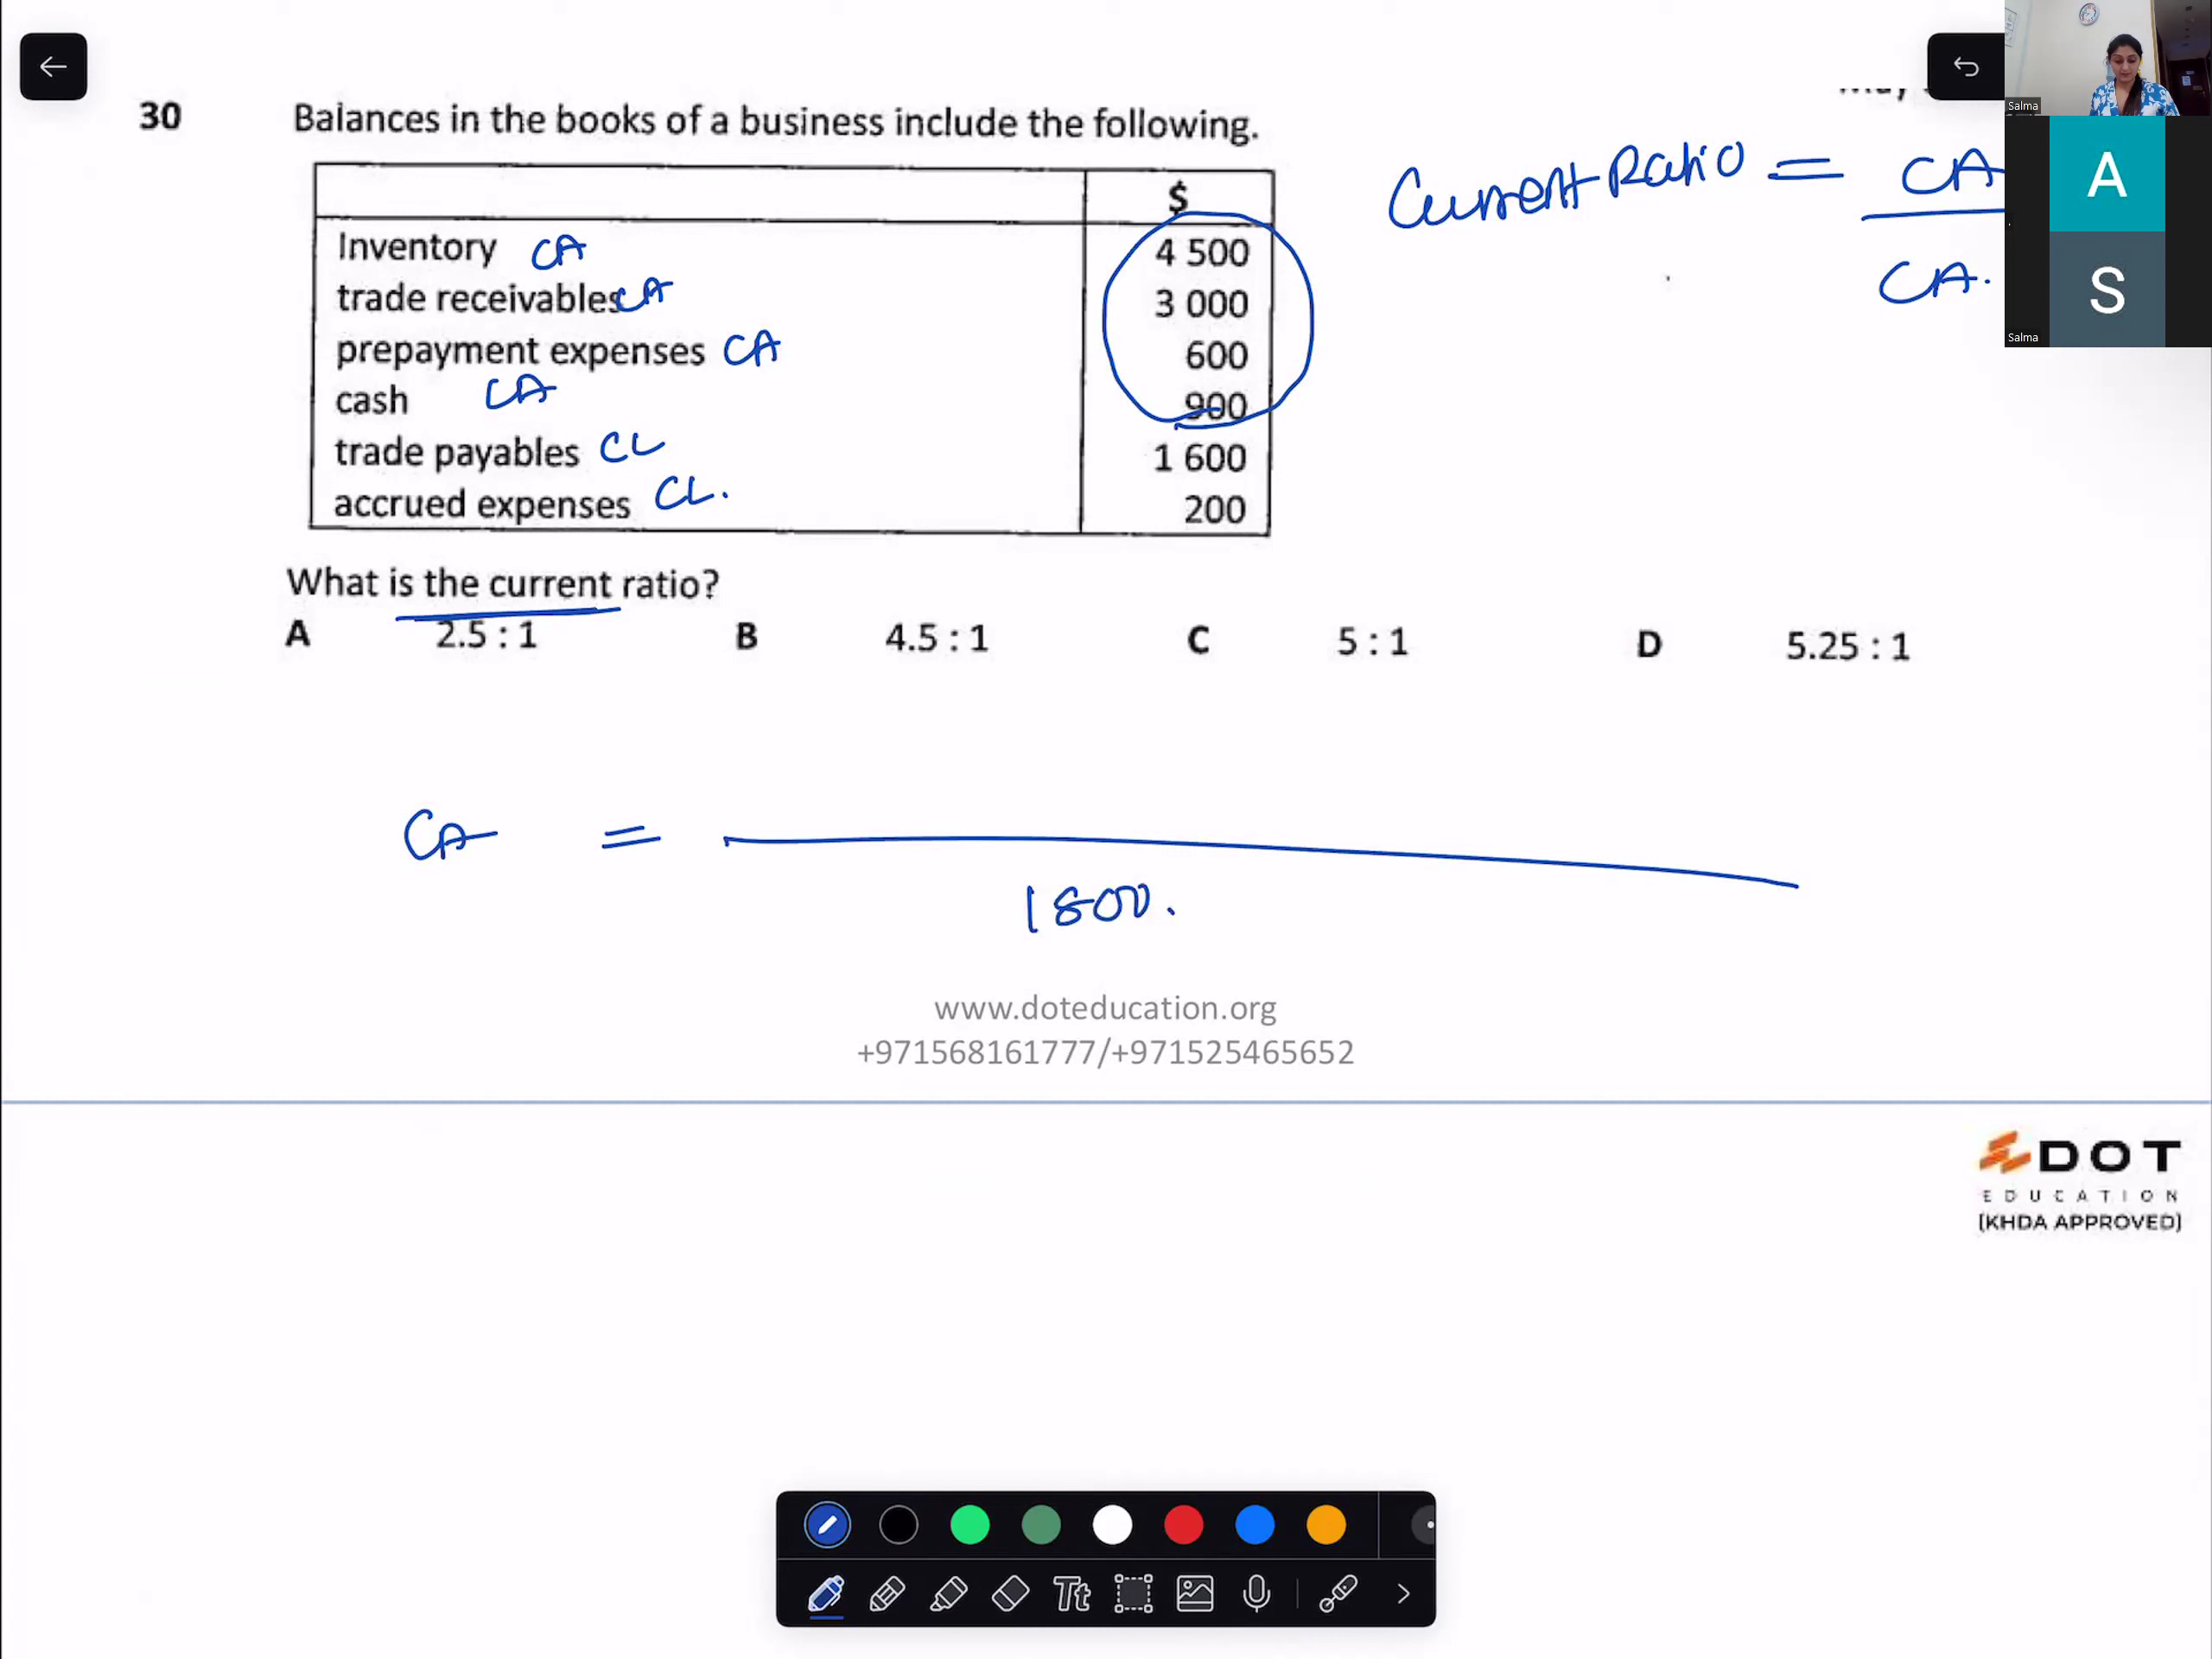 30 Balances in the books of a business include the following.
$
Inventory CA 4 500
trade receivables CA 3 000
prepayment expenses CA 600
cash CA 900
trade payables CL 1 600
accrued expenses CL. 200
What is the current ratio?
A 2.5 : 1 B 4.5 : 1 C 5 : 1 D 5.25 : 1
Current Ratio = CA
CA.
CA =
1800.
www.doteducation.org
+971568161777/+971525465652
DOT
EDUCATION
(KHDA APPROVED)
Salma
A
S
Salma
Tt